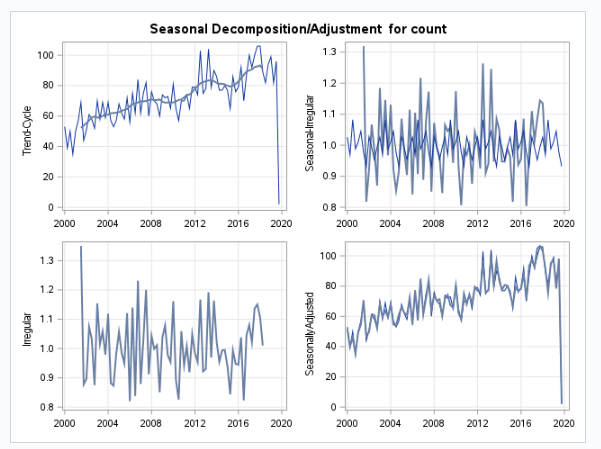 Seasonal Decomposition/Adjustment for count
Trend-Cycle
100
80
60
40
20
0
2000 2004 2008 2012 2016 2020
Seasonal-Irregular
1.3
1.2
1.1
1.0
0.9
0.8
2000 2004 2008 2012 2016 2020
Irregular
1.3
1.2
1.1
1.0
0.9
0.8
2000 2004 2008 2012 2016 2020
Seasonally Adjusted
100
80
60
40
20
0
2000 2004 2008 2012 2016 2020